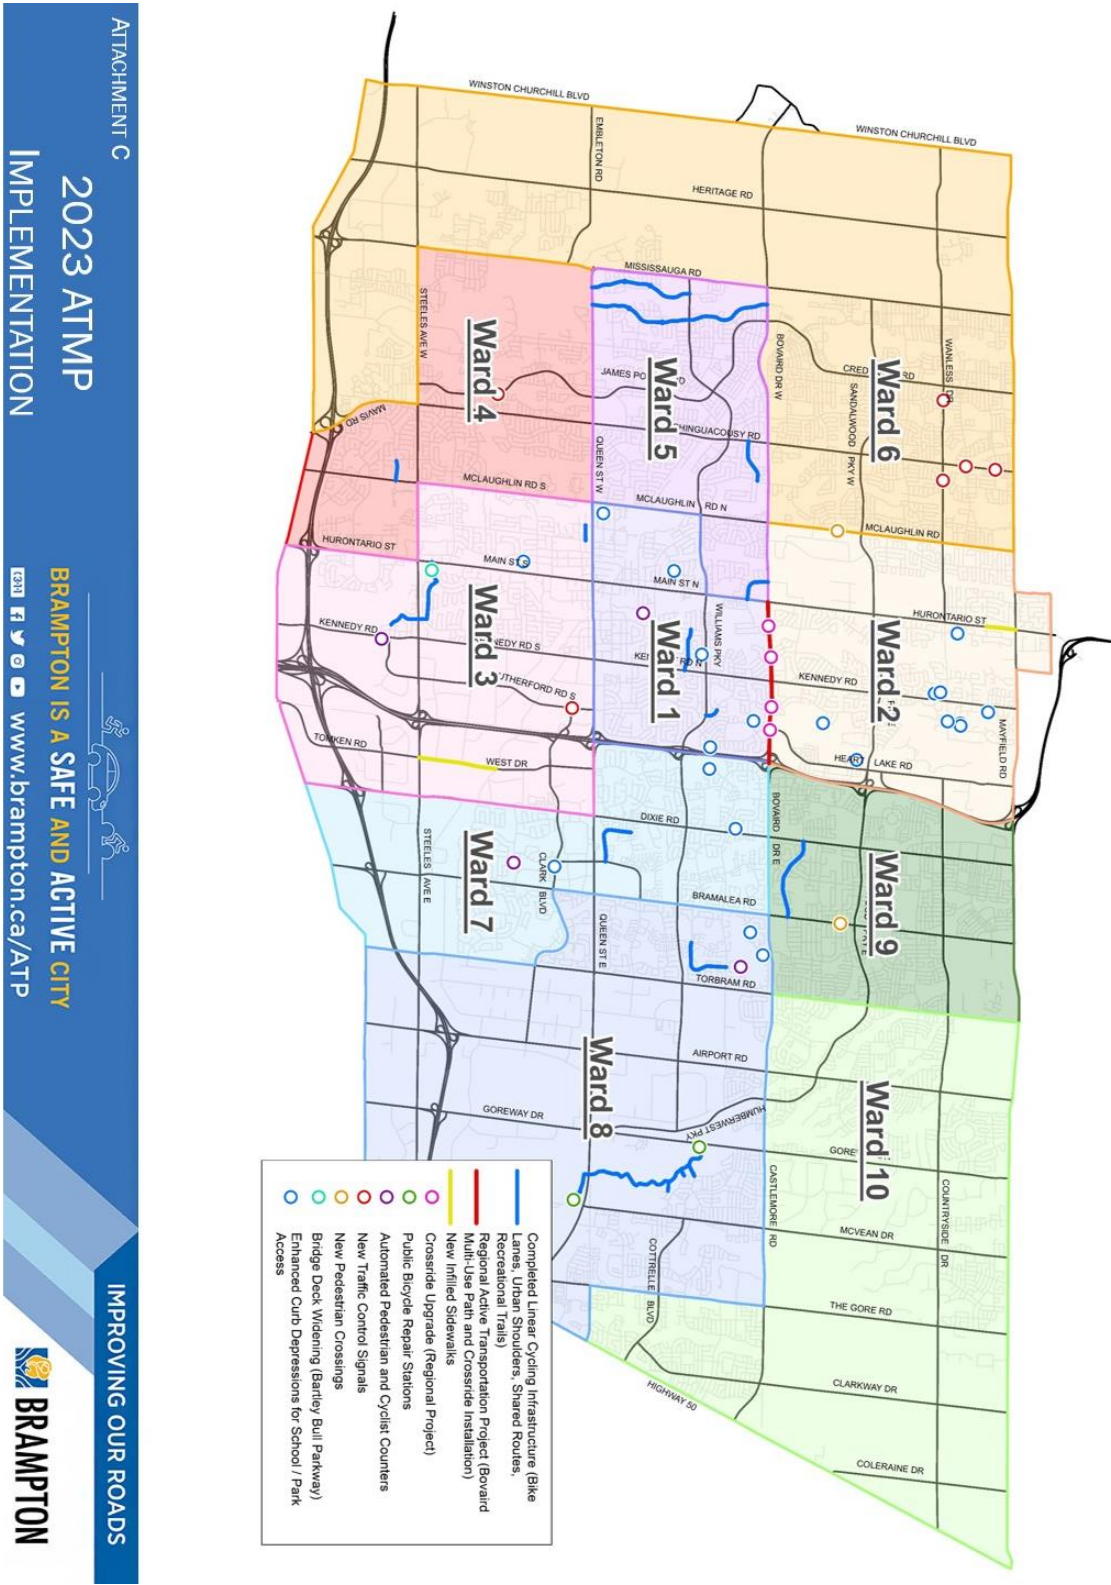 ATTACHMENT C
2023 ATMP
IMPLEMENTATION
BRAMPTON IS A SAFE AND ACTIVE CITY
www.brampton.ca/ATP
IMPROVING OUR ROADS
BRAMPTON
WINSTON CHURCHILL BLVD
WINSTON CHURCHILL BLVD
EMBLETON RD
HERITAGE RD
MISSISSAUGA RD
STEELES AVE W
BOVAIRD DR W
WANLESS DR
SANDALWOOD PKY W
MAVIS RD
CHINGUACOUSY RD
QUEEN ST W
MCLAUGHLIN RD S
MCLAUGHLIN RD N
MCLAUGHLIN RD
HURONTARIO ST
MAIN ST S
MAIN ST N
HURONTARIO ST
WILLIAMS PKY
KENNEDY RD
NEDY RD S
RD N
KENNEDY RD
UTHERFORD RD S
HEART LAKE RD
MAYFIELD RD
TOMKEN RD
WEST DR
DIXIE RD
BOVAIRD DR E
STEELES AVE E
CLARK BLVD
BRAMALEA RD
QUEEN ST E
TORBRAM RD
AIRPORT RD
GOREWAY DR
HUMBERWEST PKY
GORE
CASTLEMORE RD
COUNTRYSIDE DR
MCVEAN DR
COTTRELLE BLVD
THE GORE RD
CLARKWAY DR
HIGHWAY 50
COLERAINE DR
Ward 4
Ward 5
Ward 6
Ward 3
Ward 1
Ward 2
Ward 7
Ward 9
Ward 8
Ward 10
Completed Linear Cycling Infrastructure (Bike
Lanes, Urban Shoulders, Shared Routes,
Recreational Trails)
Regional Active Transportation Project (Bovaird
Multi-Use Path and Crossride Installation)
New Infilled Sidewalks
Crossride Upgrade (Regional Project)
Public Bicycle Repair Stations
Automated Pedestrian and Cyclist Counters
New Traffic Control Signals
New Pedestrian Crossings
Bridge Deck Widening (Bartley Bull Parkway)
Enhanced Curb Depressions for School / Park
Access